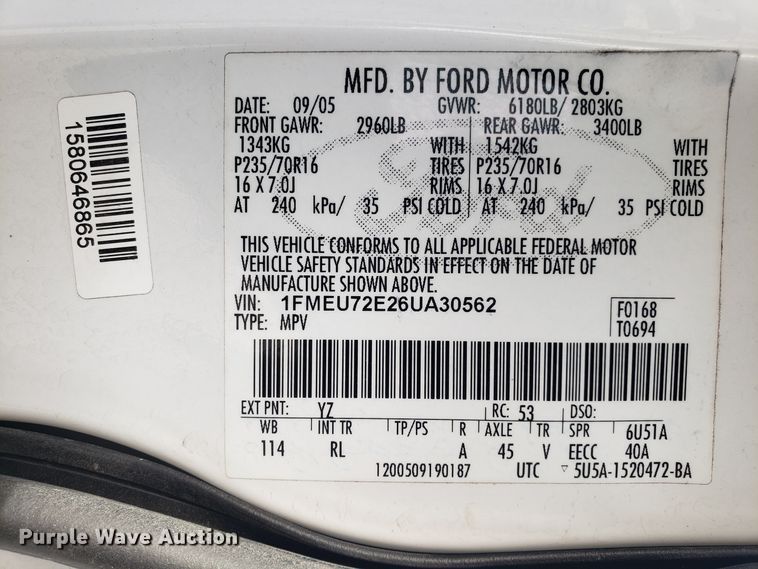 MFD. BY FORD MOTOR CO.
DATE: 09/05 GVWR: 6180LB/ 2803KG
FRONT GAWR: 2960LB REAR GAWR: 3400LB
1343KG WITH 1542KG WITH
P235/70R16 TIRES P235/70R16 TIRES
16 X 7.0J RIMS 16 X 7.0J RIMS
AT 240 kPa/ 35 PSI COLD AT 240 kPa/ 35 PSI COLD
Ford
THIS VEHICLE CONFORMS TO ALL APPLICABLE FEDERAL MOTOR
VEHICLE SAFETY STANDARDS IN EFFECT ON THE DATE OF
MANUFACTURE SHOWN ABOVE.
VIN: 1FMEU72E26UA30562
TYPE: MPV
F0168
T0694
EXT PNT: YZ RC: 53 DSO:
WB INT TR TP/PS R AXLE TR SPR 6U51A
114 RL A 45 V EECC 40A
1200509190187 UTC ▽ 5U5A-1520472-BA
1580646865
Purple Wave Auction